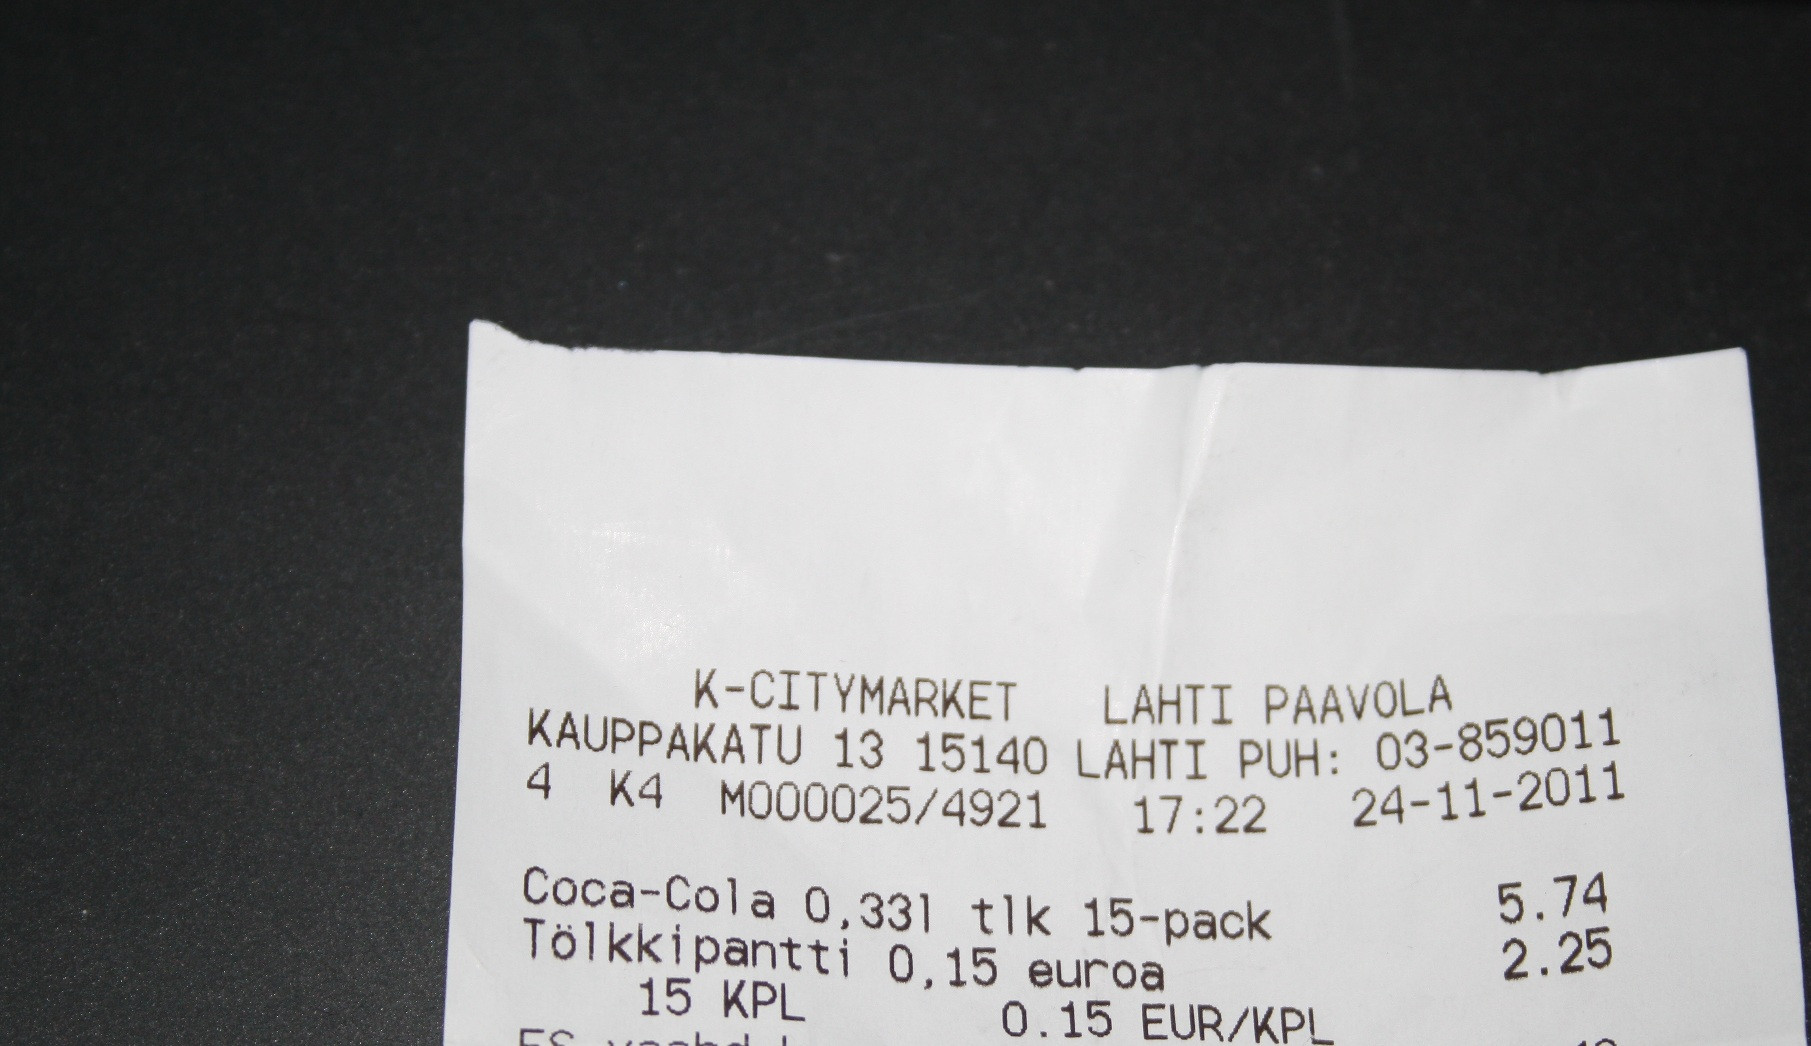 K-CITYMARKET LAHTI PAAVOLA
KAUPPAKATU 13 15140 LAHTI PUH: 03-859011
4 K4 M000025/4921 17:22 24-11-2011
Coca-Cola 0,33l tlk 15-pack 5.74
Tölkkipantti 0,15 euroa 2.25
15 KPL 0.15 EUR/KPL